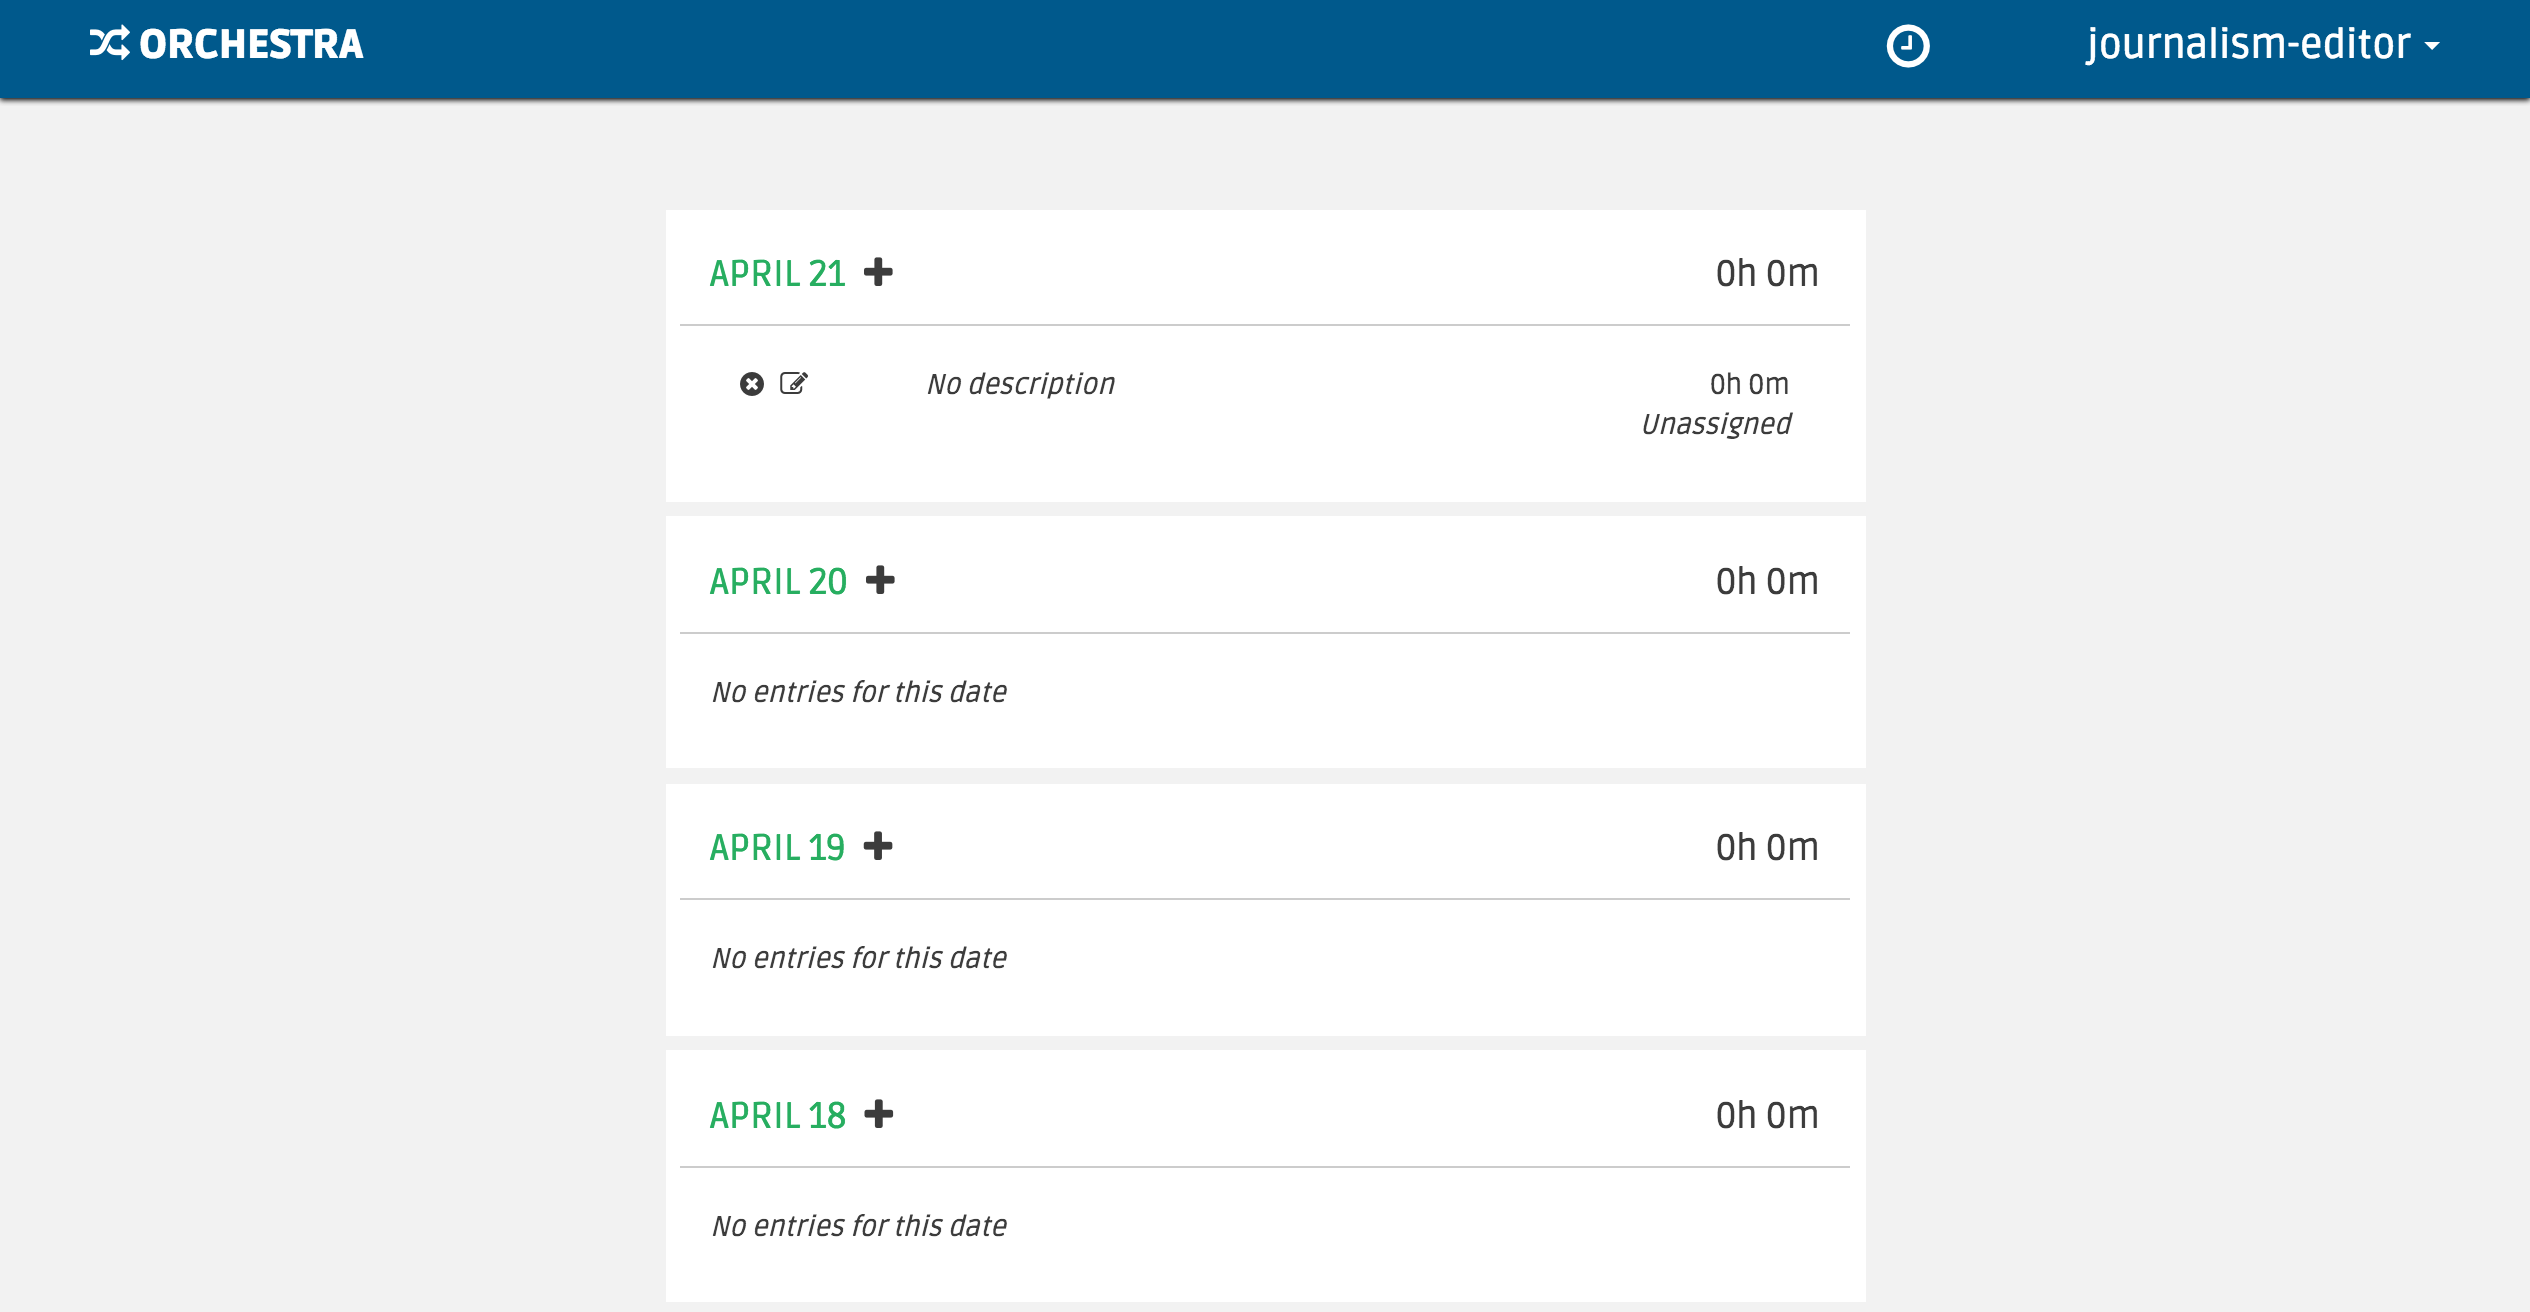 ORCHESTRA
journalism-editor
APRIL 21
0h 0m
No description
0h 0m
Unassigned
APRIL 20
0h 0m
No entries for this date
APRIL 19
0h 0m
No entries for this date
APRIL 18
0h 0m
No entries for this date